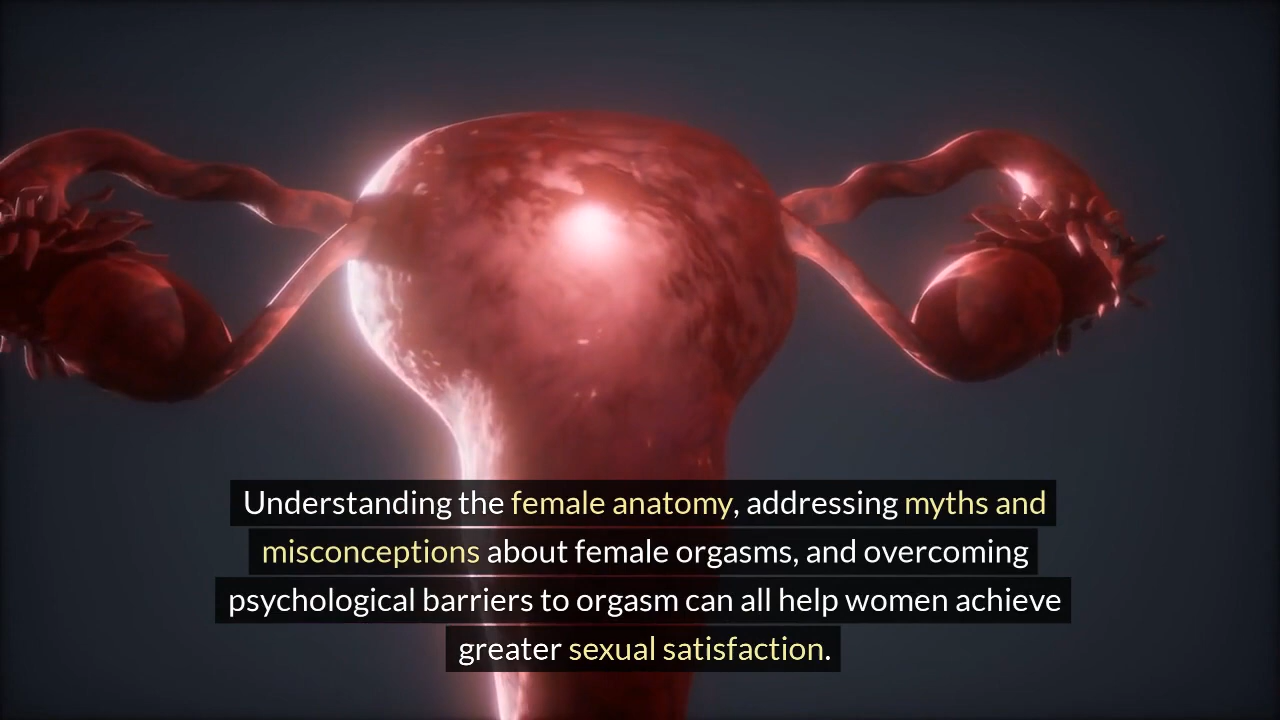 Understanding the female anatomy, addressing myths and
misconceptions about female orgasms, and overcoming
psychological barriers to orgasm can all help women achieve
greater sexual satisfaction.